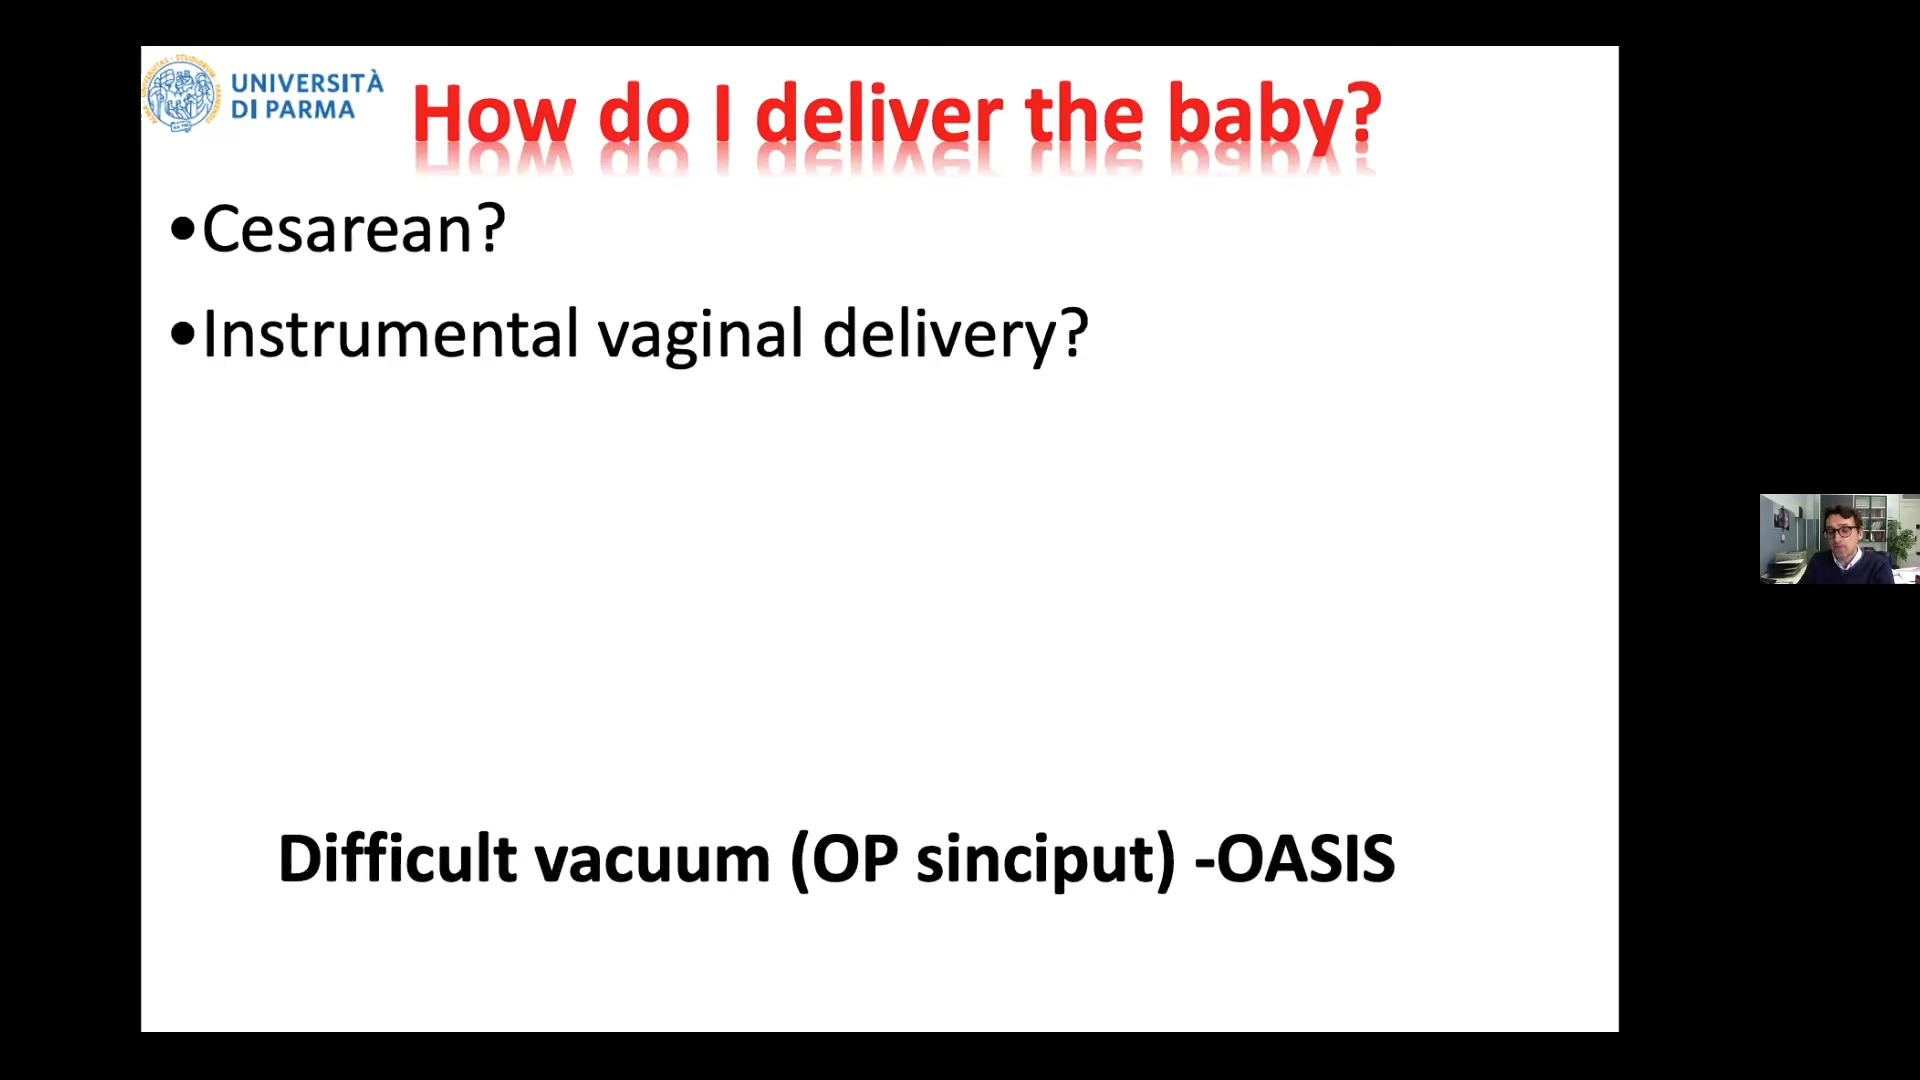 UNIVERSITÀ
DI PARMA
How do I deliver the baby?
•Cesarean?
•Instrumental vaginal delivery?
Difficult vacuum (OP sinciput) -OASIS